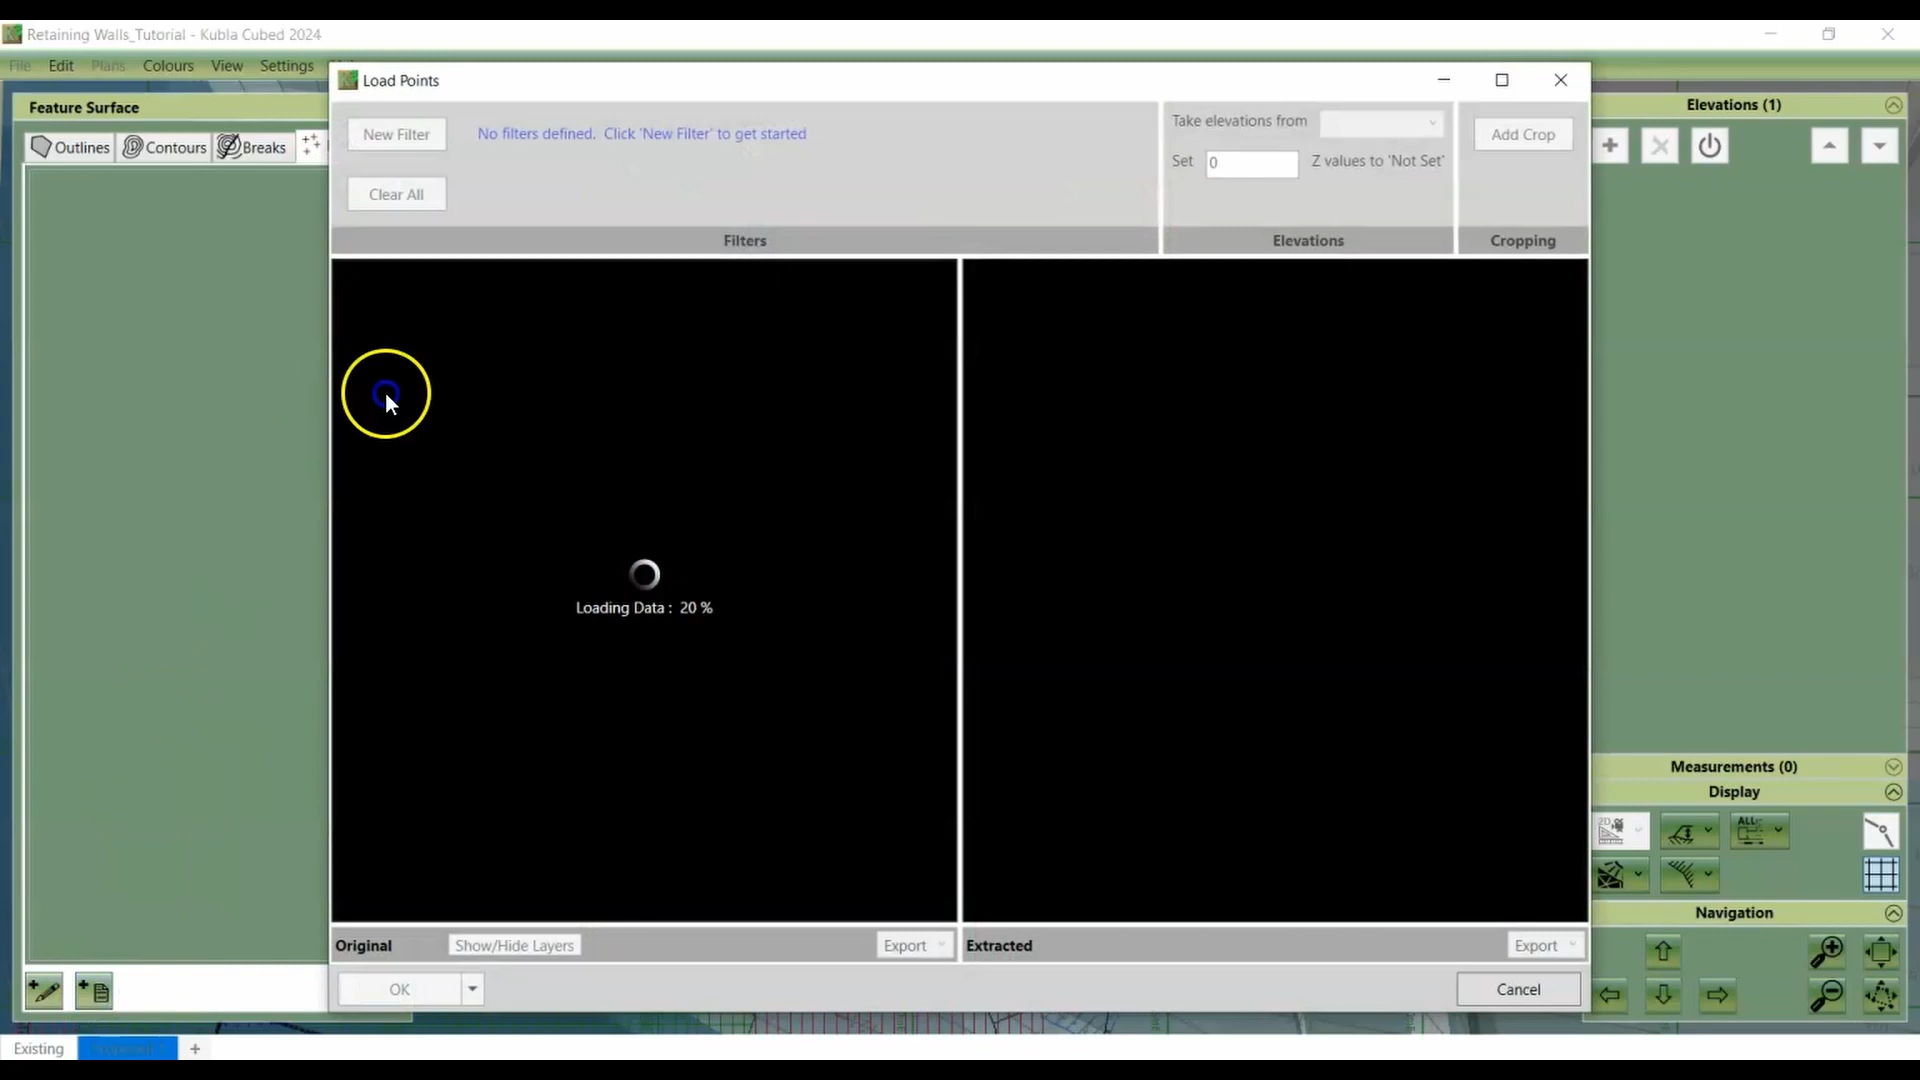 Retaining Walls_Tutorial - Kubla Cubed 2024
File Edit Plans Colours View Settings
Load Points
Feature Surface
Outlines Contours Breaks
New Filter
No filters defined. Click 'New Filter' to get started
Clear All
Filters
Take elevations from
Set 0 Z values to 'Not Set'
Elevations
Add Crop
Cropping
Elevations (1)
Loading Data : 20 %
Measurements (0)
Display
2D
ALL
Navigation
Original Show/Hide Layers Export
Extracted Export
OK
Cancel
Existing